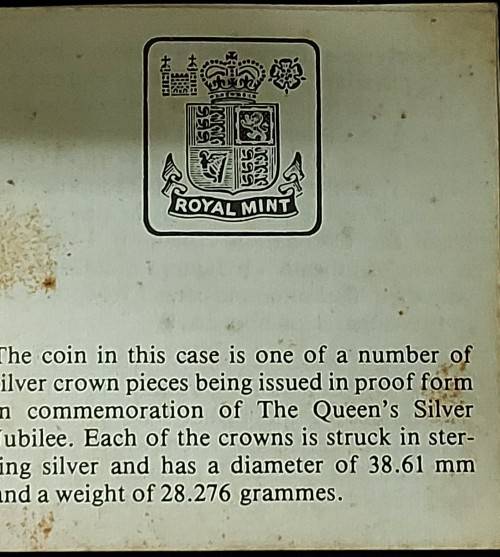 ROYAL MINT
The coin in this case is one of a number of
ilver crown pieces being issued in proof form
n commemoration of The Queen's Silver
Jubilee. Each of the crowns is struck in ster-
ing silver and has a diameter of 38.61 mm
and a weight of 28.276 grammes.